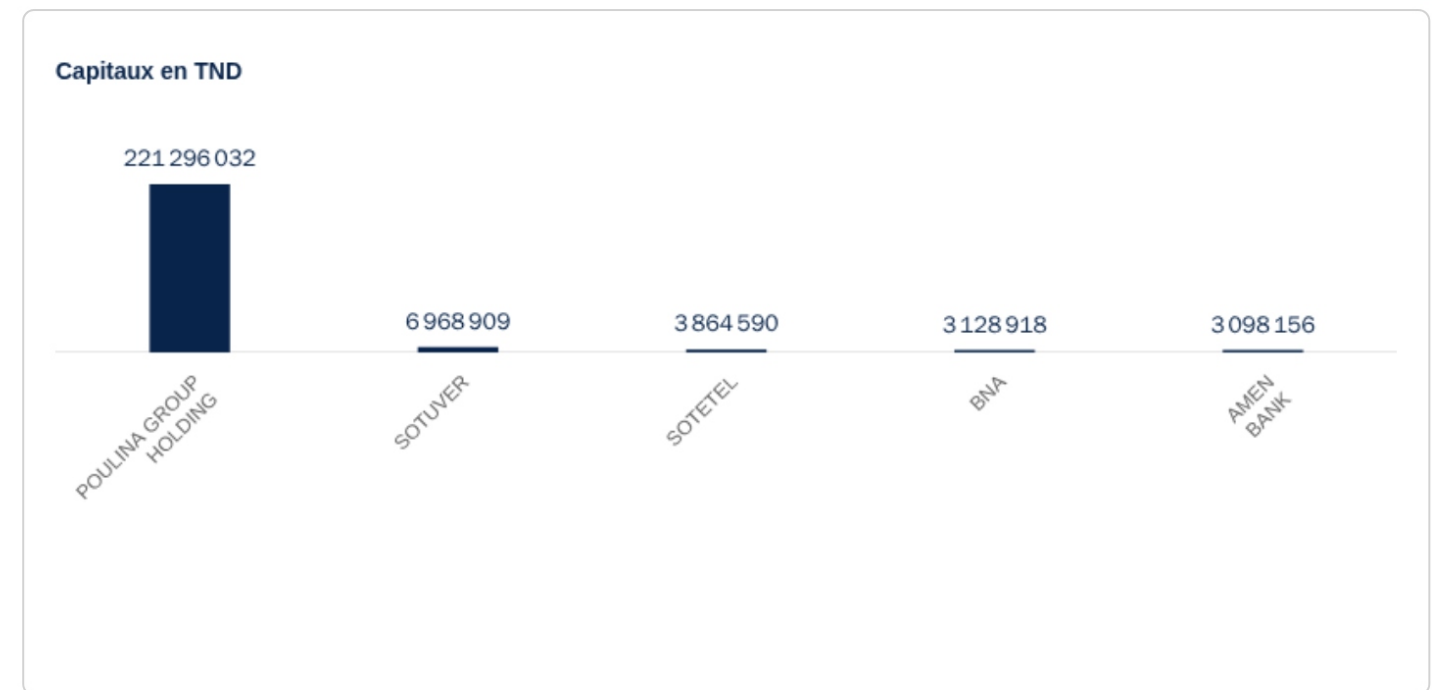 Capitaux en TND
221 296 032
6 968 909
3 864 590
3 128 918
3 098 156
POULINA GROUP
HOLDING
SOTUVER
SOTETEL
BNA
AMEN
BANK